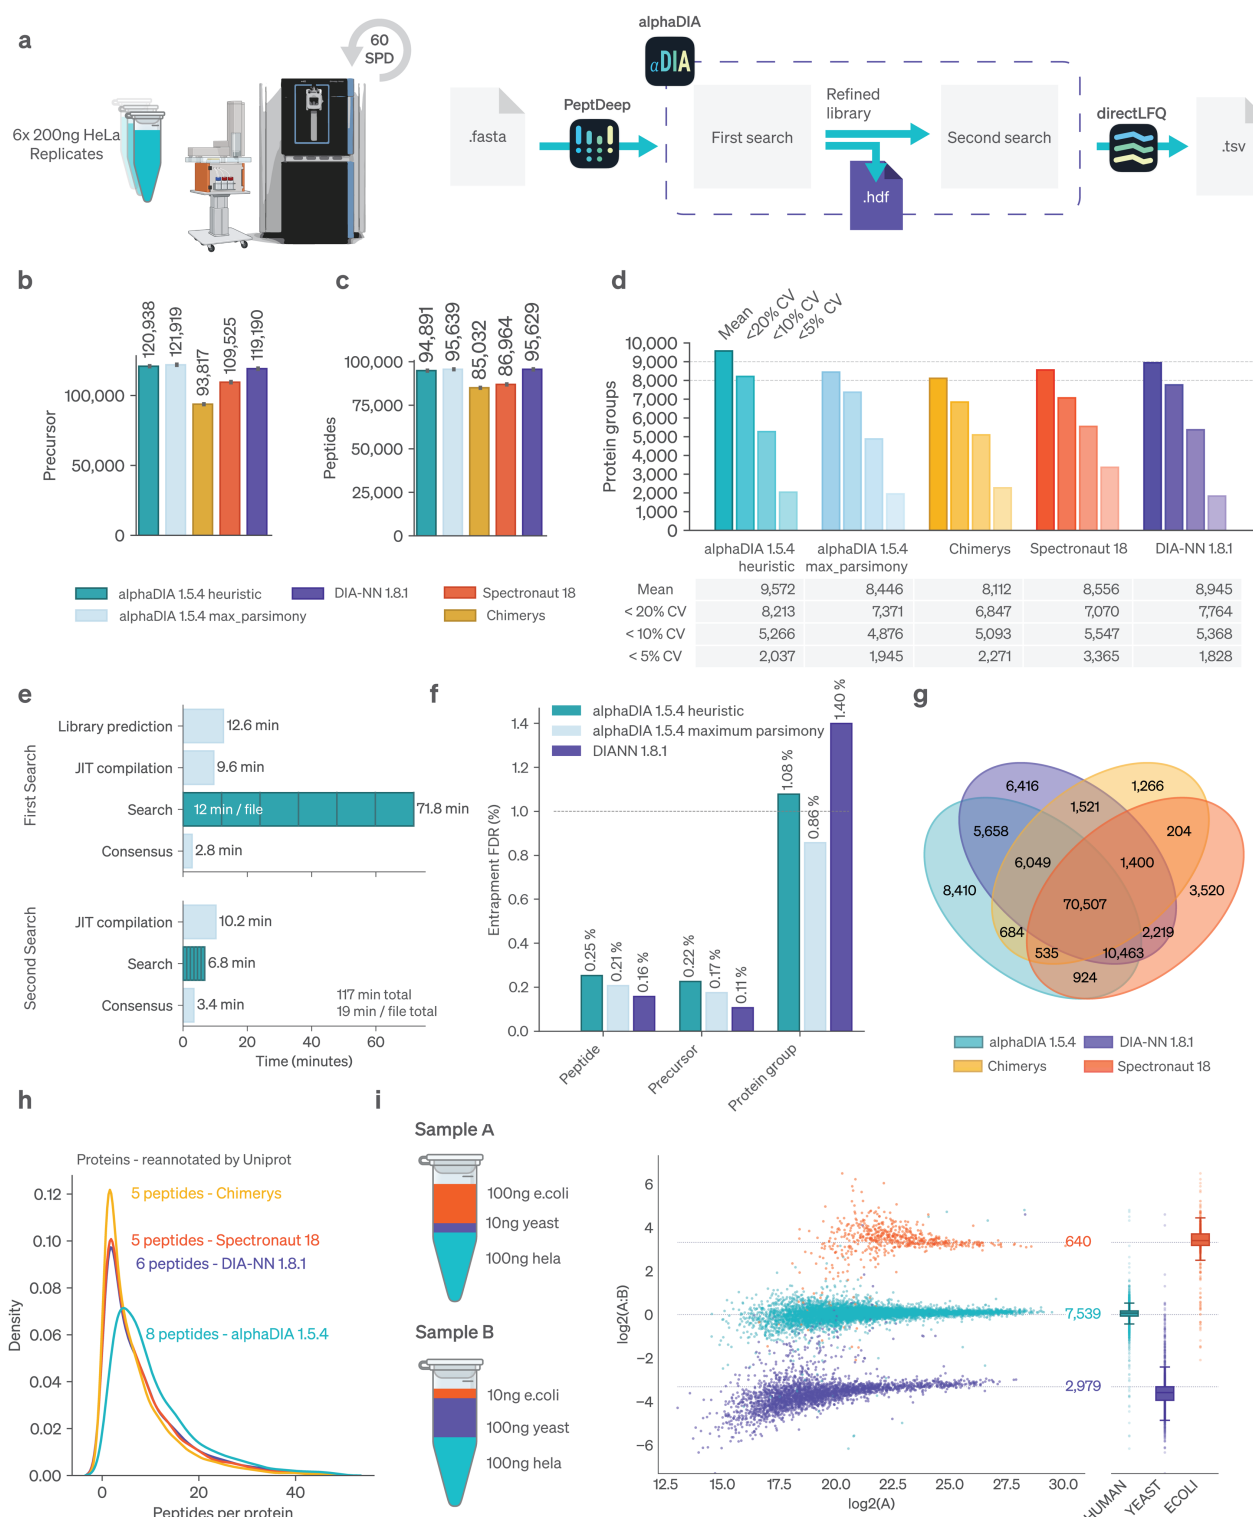 a
60
SPD
6x 200ng HeLa
Replicates
.fasta
PeptDeep
alphaDIA
αDIA
First search
Refined
library
.hdf
Second search
directLFQ
.tsv
b
Precursor
100,000
50,000
0
120,938
121,919
93,817
109,525
119,190
c
Peptides
100,000
75,000
50,000
25,000
0
94,891
95,639
85,032
86,964
95,629
alphaDIA 1.5.4 heuristic
DIA-NN 1.8.1
Spectronaut 18
alphaDIA 1.5.4 max_parsimony
Chimerys
d
Mean
<20% CV
<10% CV
<5% CV
Protein groups
10,000
9,000
8,000
7,000
6,000
5,000
4,000
3,000
2,000
1,000
0
alphaDIA 1.5.4
heuristic
alphaDIA 1.5.4
max_parsimony
Chimerys
Spectronaut 18
DIA-NN 1.8.1
Mean 9,572 8,446 8,112 8,556 8,945
< 20% CV 8,213 7,371 6,847 7,070 7,764
< 10% CV 5,266 4,876 5,093 5,547 5,368
< 5% CV 2,037 1,945 2,271 3,365 1,828
e
First Search
Library prediction 12.6 min
JIT compilation 9.6 min
Search 12 min / file 71.8 min
Consensus 2.8 min
Second Search
JIT compilation 10.2 min
Search 6.8 min
Consensus 3.4 min
117 min total
19 min / file total
0 20 40 60
Time (minutes)
f
alphaDIA 1.5.4 heuristic
alphaDIA 1.5.4 maximum parsimony
DIANN 1.8.1
Entrapment FDR (%)
1.4
1.2
1.0
0.8
0.6
0.4
0.2
0.0
0.25 %
0.21 %
0.16 %
0.22 %
0.17 %
0.11 %
1.08 %
0.86 %
1.40 %
Peptide
Precursor
Protein group
g
6,416
1,266
1,521
5,658
204
6,049
1,400
8,410
3,520
70,507
684
2,219
535
10,463
924
alphaDIA 1.5.4
DIA-NN 1.8.1
Chimerys
Spectronaut 18
h
Proteins - reannotated by Uniprot
5 peptides - Chimerys
5 peptides - Spectronaut 18
6 peptides - DIA-NN 1.8.1
8 peptides - alphaDIA 1.5.4
Density
0.12
0.10
0.08
0.06
0.04
0.02
0.00
0 20 40
Peptides per protein
i
Sample A
100ng e.coli
10ng yeast
100ng hela
Sample B
10ng e.coli
100ng yeast
100ng hela
log2(A:B)
6
4
2
0
−2
−4
−6
640
7,539
2,979
12.5 15.0 17.5 20.0 22.5 25.0 27.5 30.0
log2(A)
HUMAN
YEAST
ECOLI